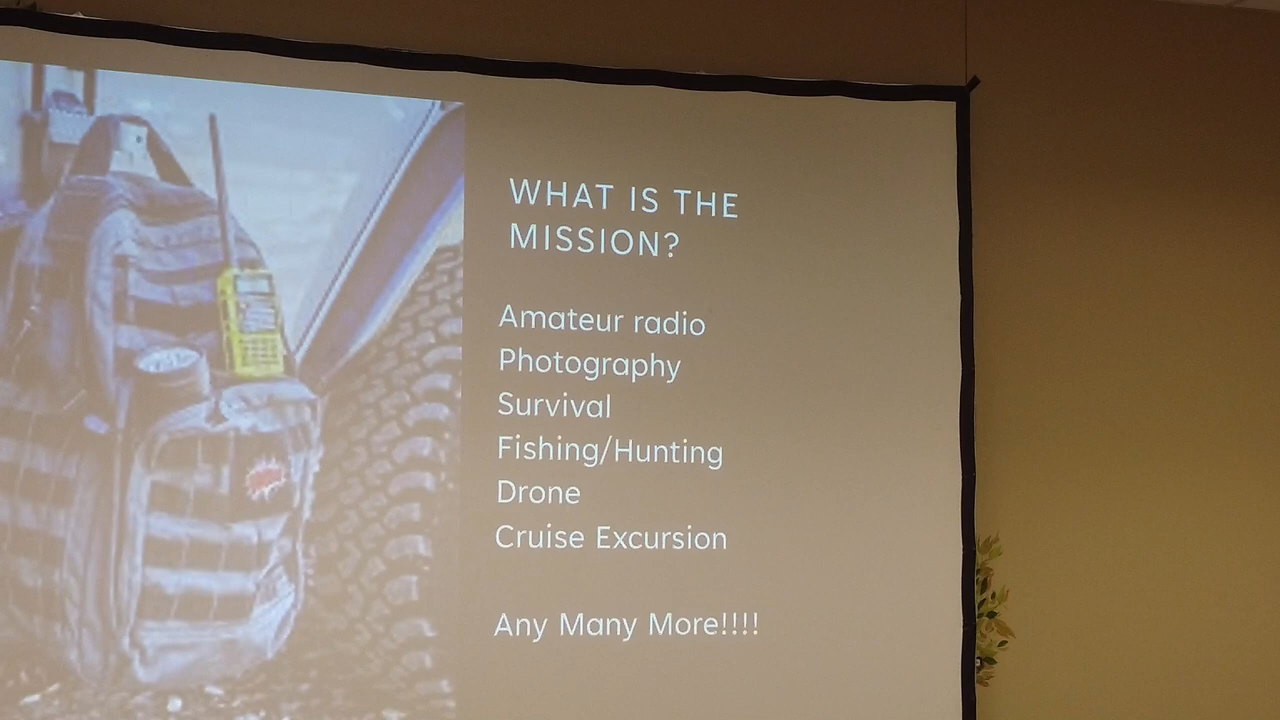 WHAT IS THE
MISSION?
Amateur radio
Photography
Survival
Fishing/Hunting
Drone
Cruise Excursion
Any Many More!!!!